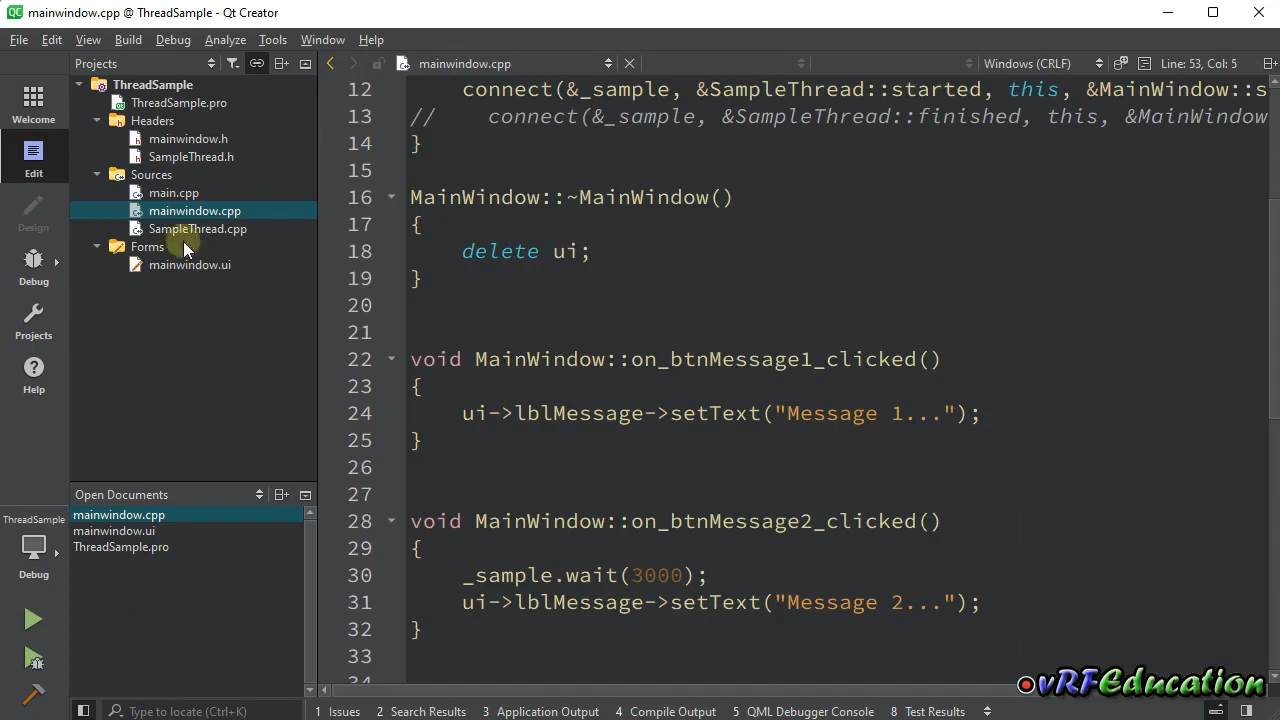 mainwindow.cpp @ ThreadSample - Qt Creator
File Edit View Build Debug Analyze Tools Window Help
Projects
mainwindow.cpp
Windows (CRLF)
Line: 53, Col: 5
Welcome
Edit
Design
Debug
Projects
Help
ThreadSample
Debug
ThreadSample
ThreadSample.pro
Headers
mainwindow.h
SampleThread.h
Sources
main.cpp
mainwindow.cpp
SampleThread.cpp
Forms
mainwindow.ui
Open Documents
mainwindow.cpp
mainwindow.ui
ThreadSample.pro
12 connect(&_sample, &SampleThread::started, this, &MainWindow::s
13 // connect(&_sample, &SampleThread::finished, this, &MainWindow
14 }
15
16 MainWindow::~MainWindow()
17 {
18 delete ui;
19 }
20
21
22 void MainWindow::on_btnMessage1_clicked()
23 {
24 ui->lblMessage->setText("Message 1...");
25 }
26
27
28 void MainWindow::on_btnMessage2_clicked()
29 {
30 _sample.wait(3000);
31 ui->lblMessage->setText("Message 2...");
32 }
33
34
vRFEducation
Type to locate (Ctrl+K)
1 Issues 2 Search Results 3 Application Output 4 Compile Output 5 QML Debugger Console 8 Test Results